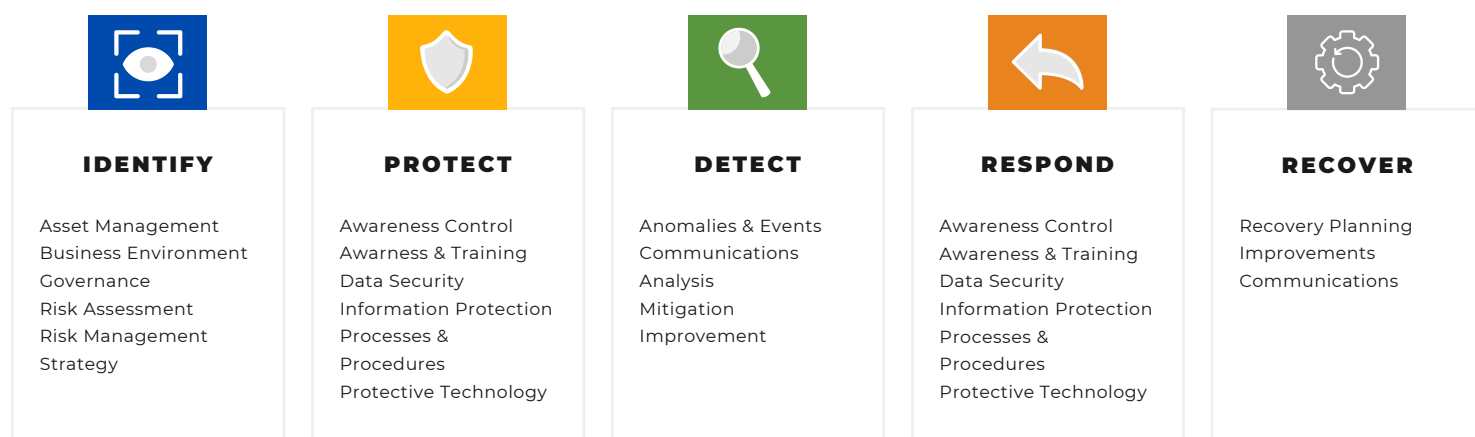 IDENTIFY
Asset Management
Business Environment
Governance
Risk Assessment
Risk Management
Strategy
PROTECT
Awareness Control
Awarness & Training
Data Security
Information Protection
Processes &
Procedures
Protective Technology
DETECT
Anomalies & Events
Communications
Analysis
Mitigation
Improvement
RESPOND
Awareness Control
Awareness & Training
Data Security
Information Protection
Processes &
Procedures
Protective Technology
RECOVER
Recovery Planning
Improvements
Communications